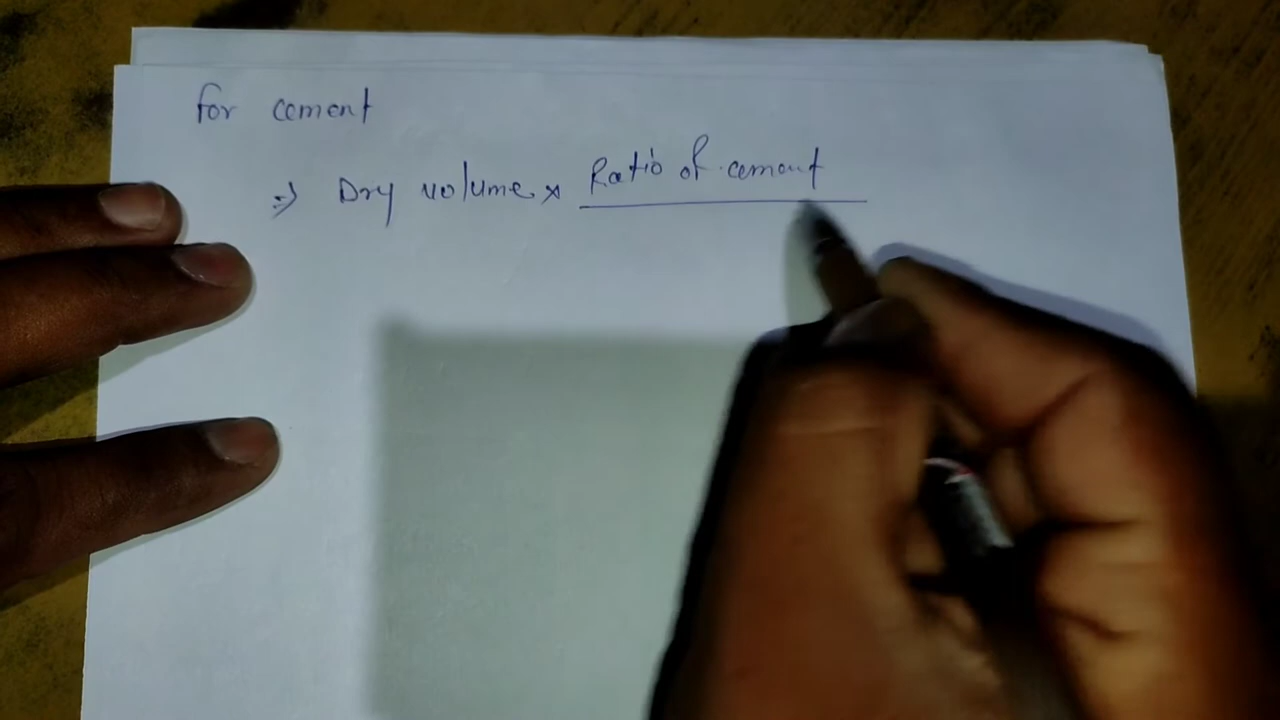 for cement
⇒ Dry volume × Ratio of cement